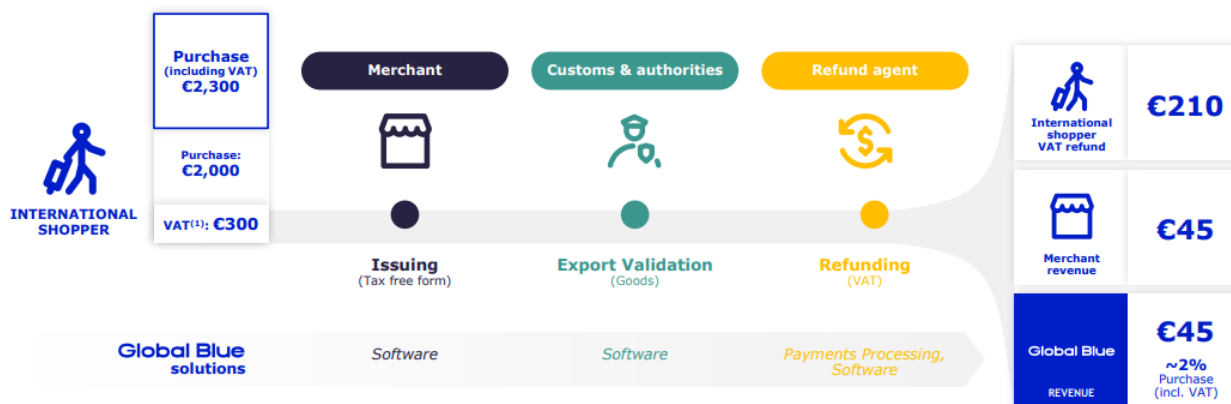 Purchase
(including VAT)
€2,300
Purchase:
€2,000
VAT(1): €300
INTERNATIONAL
SHOPPER
Merchant
Customs & authorities
Refund agent
$
Issuing
(Tax free form)
Export Validation
(Goods)
Refunding
(VAT)
Global Blue
solutions
Software
Software
Payments Processing,
Software
International
shopper
VAT refund
€210
Merchant
revenue
€45
Global Blue
REVENUE
€45
~2%
Purchase
(incl. VAT)